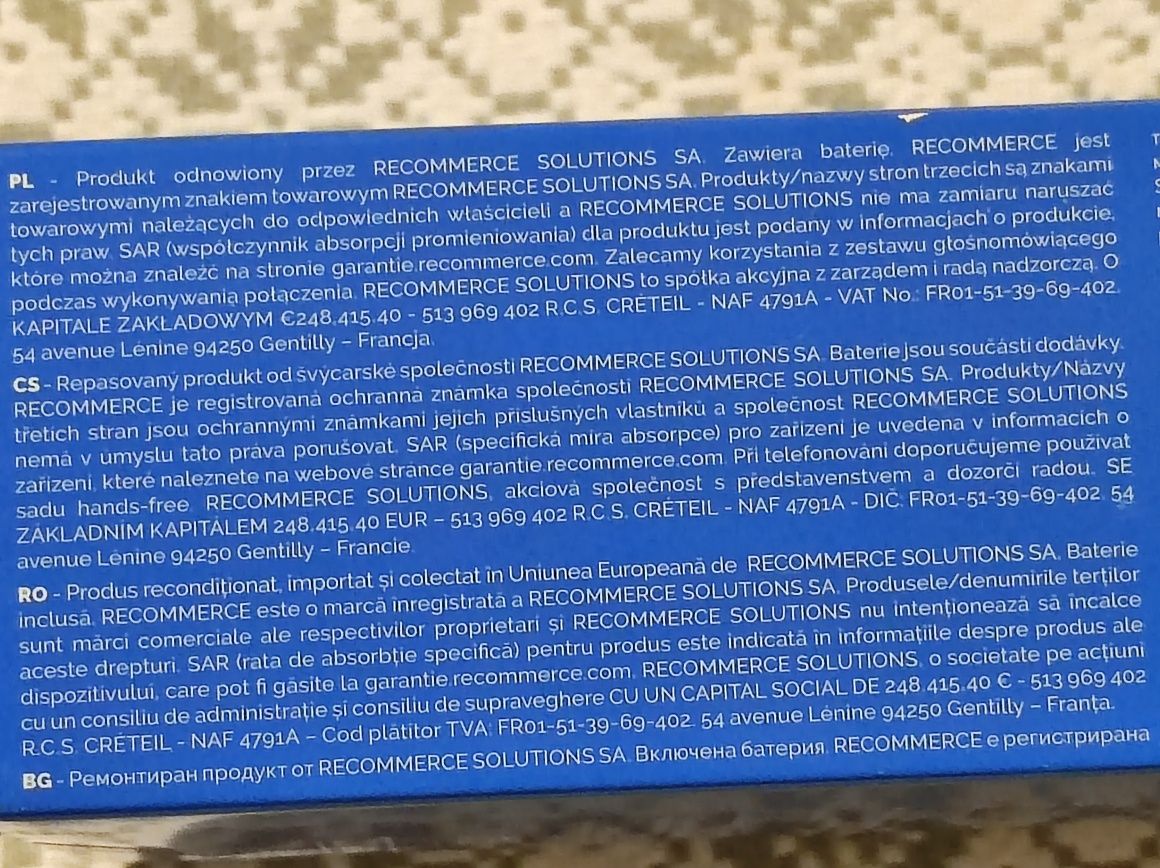 PL - Produkt odnowiony przez RECOMMERCE SOLUTIONS SA. Zawiera baterię. RECOMMERCE jest
zarejestrowanym znakiem towarowym RECOMMERCE SOLUTIONS SA. Produkty/nazwy stron trzecich są znakami
towarowymi należących do odpowiednich właścicieli a RECOMMERCE SOLUTIONS nie ma zamiaru naruszać
tych praw. SAR (współczynnik absorpcji promieniowania) dla produktu jest podany w informacjach o produkcie,
które można znaleźć na stronie garantie.recommerce.com. Zalecamy korzystania z zestawu głośnomówiącego
podczas wykonywania połączenia. RECOMMERCE SOLUTIONS to spółka akcyjna z zarządem i radą nadzorczą. O
KAPITALE ZAKŁADOWYM €248.415.40 - 513 969 402 R.C.S. CRÉTEIL - NAF 4791A - VAT No.: FR01-51-39-69-402.
54 avenue Lénine 94250 Gentilly – Francja.
CS - Repasovaný produkt od švýcarské společnosti RECOMMERCE SOLUTIONS SA. Baterie jsou součástí dodávky.
RECOMMERCE je registrovaná ochranná známka společnosti RECOMMERCE SOLUTIONS SA. Produkty/Názvy
třetích stran jsou ochrannými známkami jejich příslušných vlastníků a společnost RECOMMERCE SOLUTIONS
nemá v úmyslu tato práva porušovat. SAR (specifická míra absorpce) pro zařízení je uvedena v informacích o
zařízení, které naleznete na webové stránce garantie.recommerce.com. Při telefonování doporučujeme používat
sadu hands-free. RECOMMERCE SOLUTIONS, akciová společnost s představenstvem a dozorčí radou. SE
ZÁKLADNÍM KAPITÁLEM 248.415.40 EUR – 513 969 402 R.C.S. CRÉTEIL - NAF 4791A - DIČ: FR01-51-39-69-402. 54
avenue Lénine 94250 Gentilly – Francie.
RO - Produs recondiționat, importat și colectat în Uniunea Europeană de RECOMMERCE SOLUTIONS SA. Baterie
inclusă. RECOMMERCE este o marcă înregistrată a RECOMMERCE SOLUTIONS SA. Produsele/denumirile terților
sunt mărci comerciale ale respectivilor proprietari și RECOMMERCE SOLUTIONS nu intenționează să încalce
aceste drepturi. SAR (rata de absorbție specifică) pentru produs este indicată în informațiile despre produs ale
dispozitivului, care pot fi găsite la garantie.recommerce.com. RECOMMERCE SOLUTIONS, o societate pe acțiuni
cu un consiliu de administrație și consiliu de supraveghere CU UN CAPITAL SOCIAL DE 248.415.40 € - 513 969 402
R.C.S. CRÉTEIL - NAF 4791A – Cod plătitor TVA: FR01-51-39-69-402. 54 avenue Lénine 94250 Gentilly – Franța.
BG - Ремонтиран продукт от RECOMMERCE SOLUTIONS SA. Включена батерия. RECOMMERCE е регистрирана